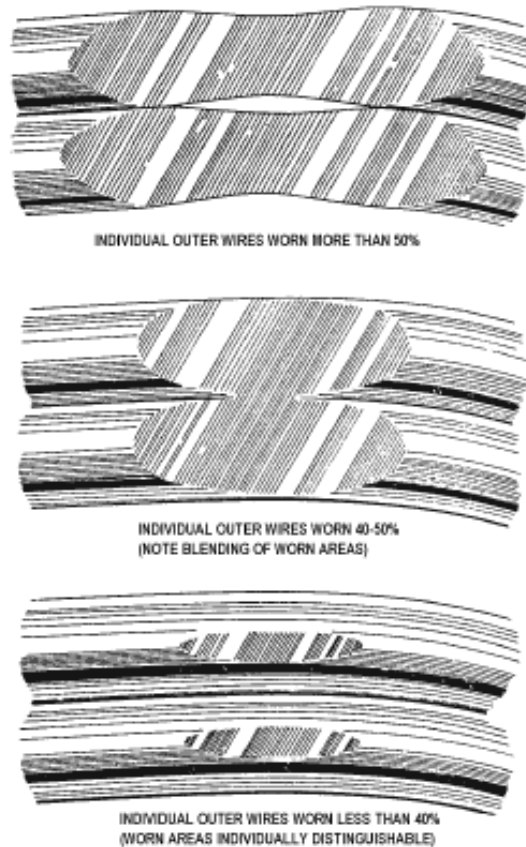 INDIVIDUAL OUTER WIRES WORN MORE THAN 50%
INDIVIDUAL OUTER WIRES WORN 40-50%
(NOTE BLENDING OF WORN AREAS)
INDIVIDUAL OUTER WIRES WORN LESS THAN 40%
(WORN AREAS INDIVIDUALLY DISTINGUISHABLE)